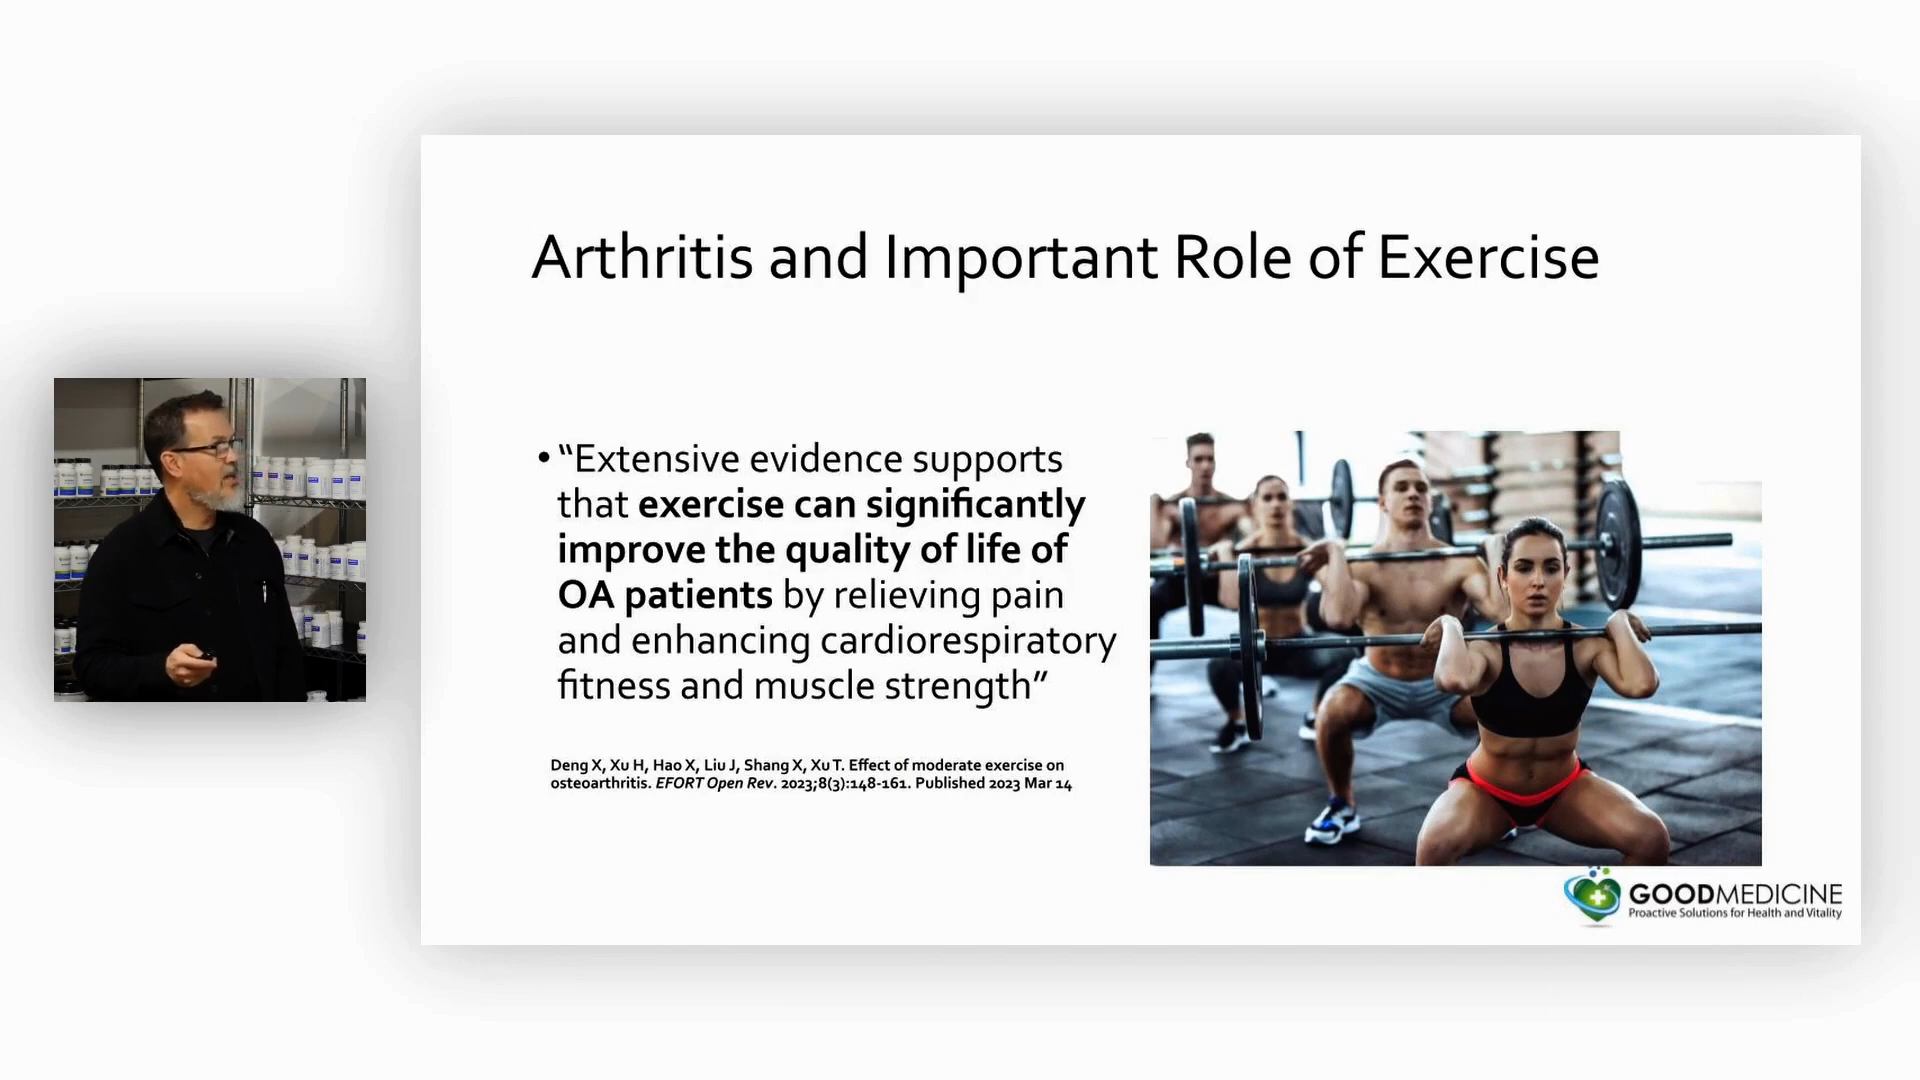 Arthritis and Important Role of Exercise
• “Extensive evidence supports
that exercise can significantly
improve the quality of life of
OA patients by relieving pain
and enhancing cardiorespiratory
fitness and muscle strength”
Deng X, Xu H, Hao X, Liu J, Shang X, Xu T. Effect of moderate exercise on
osteoarthritis. EFORT Open Rev. 2023;8(3):148-161. Published 2023 Mar 14
GOODMEDICINE
Proactive Solutions for Health and Vitality